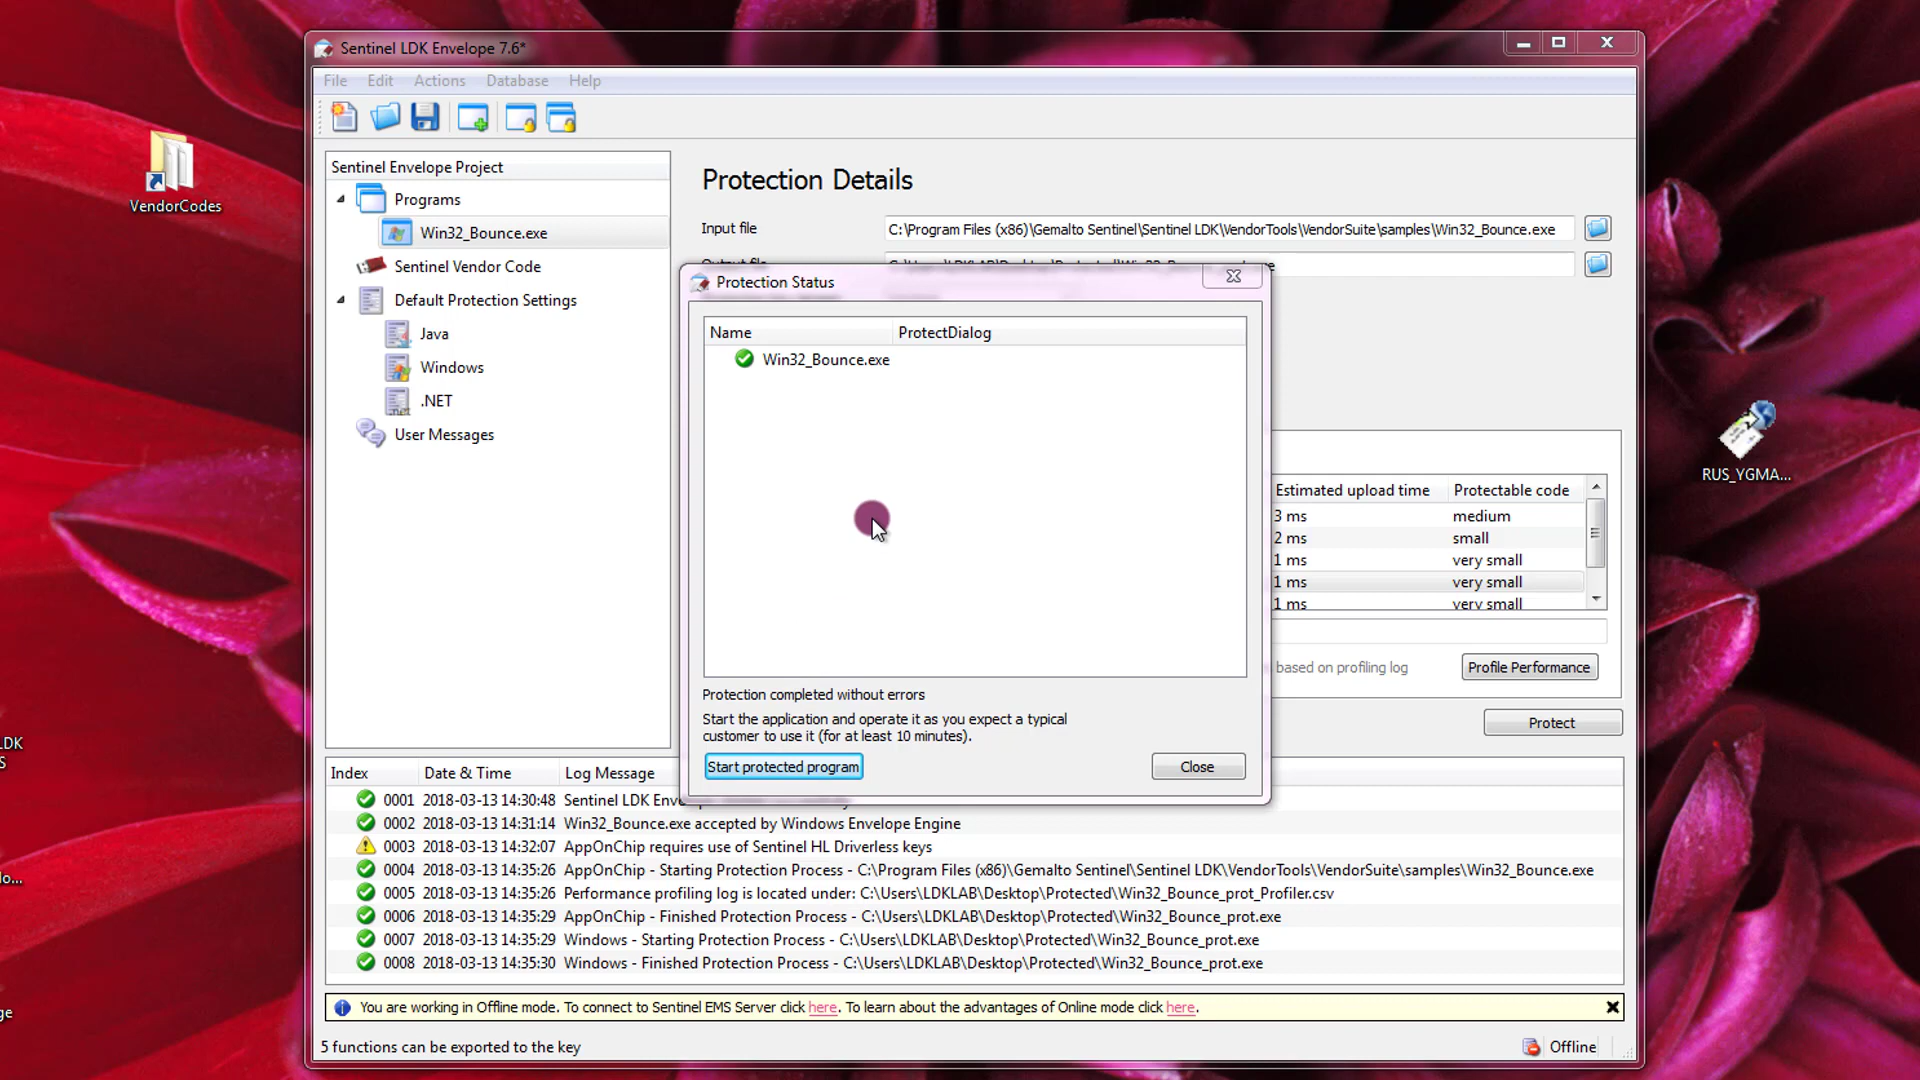 Sentinel LDK Envelope 7.6*
File Edit Actions Database Help
VendorCodes
Sentinel Envelope Project
Programs
Win32_Bounce.exe
Sentinel Vendor Code
Default Protection Settings
Java
Windows
.NET
User Messages
Protection Details
Input file C:\Program Files (x86)\Gemalto Sentinel\Sentinel LDK\VendorTools\VendorSuite\samples\Win32_Bounce.exe
Protection Status
Name ProtectDialog
Win32_Bounce.exe
Protection completed without errors
Start the application and operate it as you expect a typical
customer to use it (for at least 10 minutes).
Start protected program Close
Estimated upload time Protectable code
3 ms medium
2 ms small
1 ms very small
1 ms very small
1 ms very small
based on profiling log Profile Performance
Protect
RUS_YGMA...
Index Date & Time Log Message
0001 2018-03-13 14:30:48 Sentinel LDK
0002 2018-03-13 14:31:14 Win32_Bounce.exe accepted by Windows Envelope Engine
0003 2018-03-13 14:32:07 AppOnChip requires use of Sentinel HL Driverless keys
0004 2018-03-13 14:35:26 AppOnChip - Starting Protection Process - C:\Program Files (x86)\Gemalto Sentinel\Sentinel LDK\VendorTools\VendorSuite\samples\Win32_Bounce.exe
0005 2018-03-13 14:35:26 Performance profiling log is located under: C:\Users\LDKLAB\Desktop\Protected\Win32_Bounce_prot_Profiler.csv
0006 2018-03-13 14:35:29 AppOnChip - Finished Protection Process - C:\Users\LDKLAB\Desktop\Protected\Win32_Bounce_prot.exe
0007 2018-03-13 14:35:29 Windows - Starting Protection Process - C:\Users\LDKLAB\Desktop\Protected\Win32_Bounce_prot.exe
0008 2018-03-13 14:35:30 Windows - Finished Protection Process - C:\Users\LDKLAB\Desktop\Protected\Win32_Bounce_prot.exe
You are working in Offline mode. To connect to Sentinel EMS Server click here. To learn about the advantages of Online mode click here.
5 functions can be exported to the key
Offline